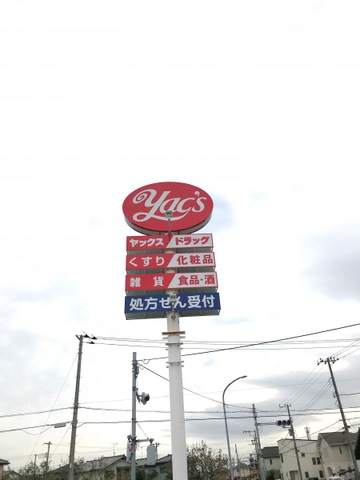 Yac's
ヤックス ドラッグ
くすり 化粧品
雑貨 食品・酒
処方せん受付